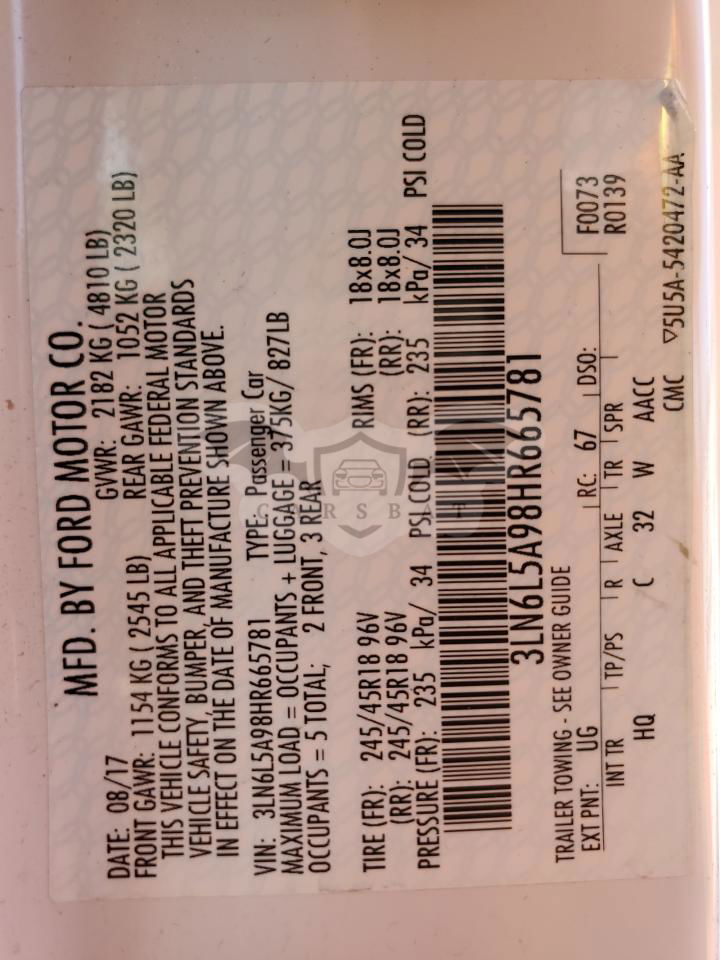 MFD. BY FORD MOTOR CO.
DATE: 08/17 GVWR: 2182 KG ( 4810 LB)
FRONT GAWR: 1154 KG ( 2545 LB) REAR GAWR: 1052 KG ( 2320 LB)
THIS VEHICLE CONFORMS TO ALL APPLICABLE FEDERAL MOTOR
VEHICLE SAFETY, BUMPER, AND THEFT PREVENTION STANDARDS
IN EFFECT ON THE DATE OF MANUFACTURE SHOWN ABOVE.
VIN: 3LN6L5A98HR665781 TYPE: Passenger Car
MAXIMUM LOAD = OCCUPANTS + LUGGAGE = 375KG/ 827LB
OCCUPANTS = 5 TOTAL; 2 FRONT, 3 REAR
TIRE (FR): 245/45R18 96V RIMS (FR): 18x8.0J
(RR): 245/45R18 96V (RR): 18x8.0J
PRESSURE (FR): 235 kPa/ 34 PSI COLD (RR): 235 kPa/ 34 PSI COLD
3LN6L5A98HR665781
CARSBAT
TRAILER TOWING - SEE OWNER GUIDE F0073
EXT PNT: UG RC: 67 DSO: R0139
INT TR TP/PS R AXLE TR SPR
HQ C 32 W AACC
CMC ▽5U5A-5420472-AA